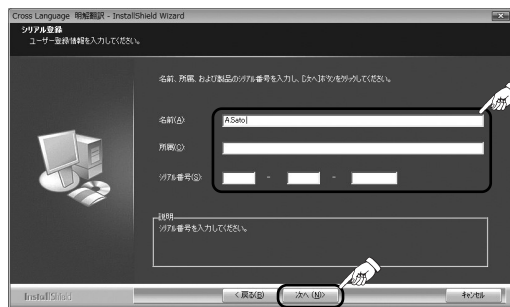 Cross Language 明解翻訳 - InstallShield Wizard
シリアル登録
ユーザー登録情報を入力してください。
名前、所属、および製品のシリアル番号を入力し、[次へ]ボタンをクリックしてください。
名前(A)
A.Sato
所属(C)
シリアル番号(S)
-
-
説明
シリアル番号を入力してください。
InstallShield
< 戻る(B)
次へ (N)>
キャンセル